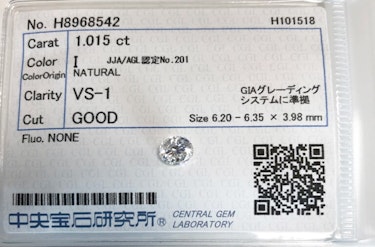 No. H8968542 H101518
Carat 1.015 ct
Color I JJA/AGL認定No.201
ColorOrigin NATURAL
Clarity VS-1 GIAグレーディング
システムに準拠
Cut GOOD Size 6.20 - 6.35 × 3.98 mm
Fluo. NONE
中央宝石研究所® CENTRAL GEM
LABORATORY